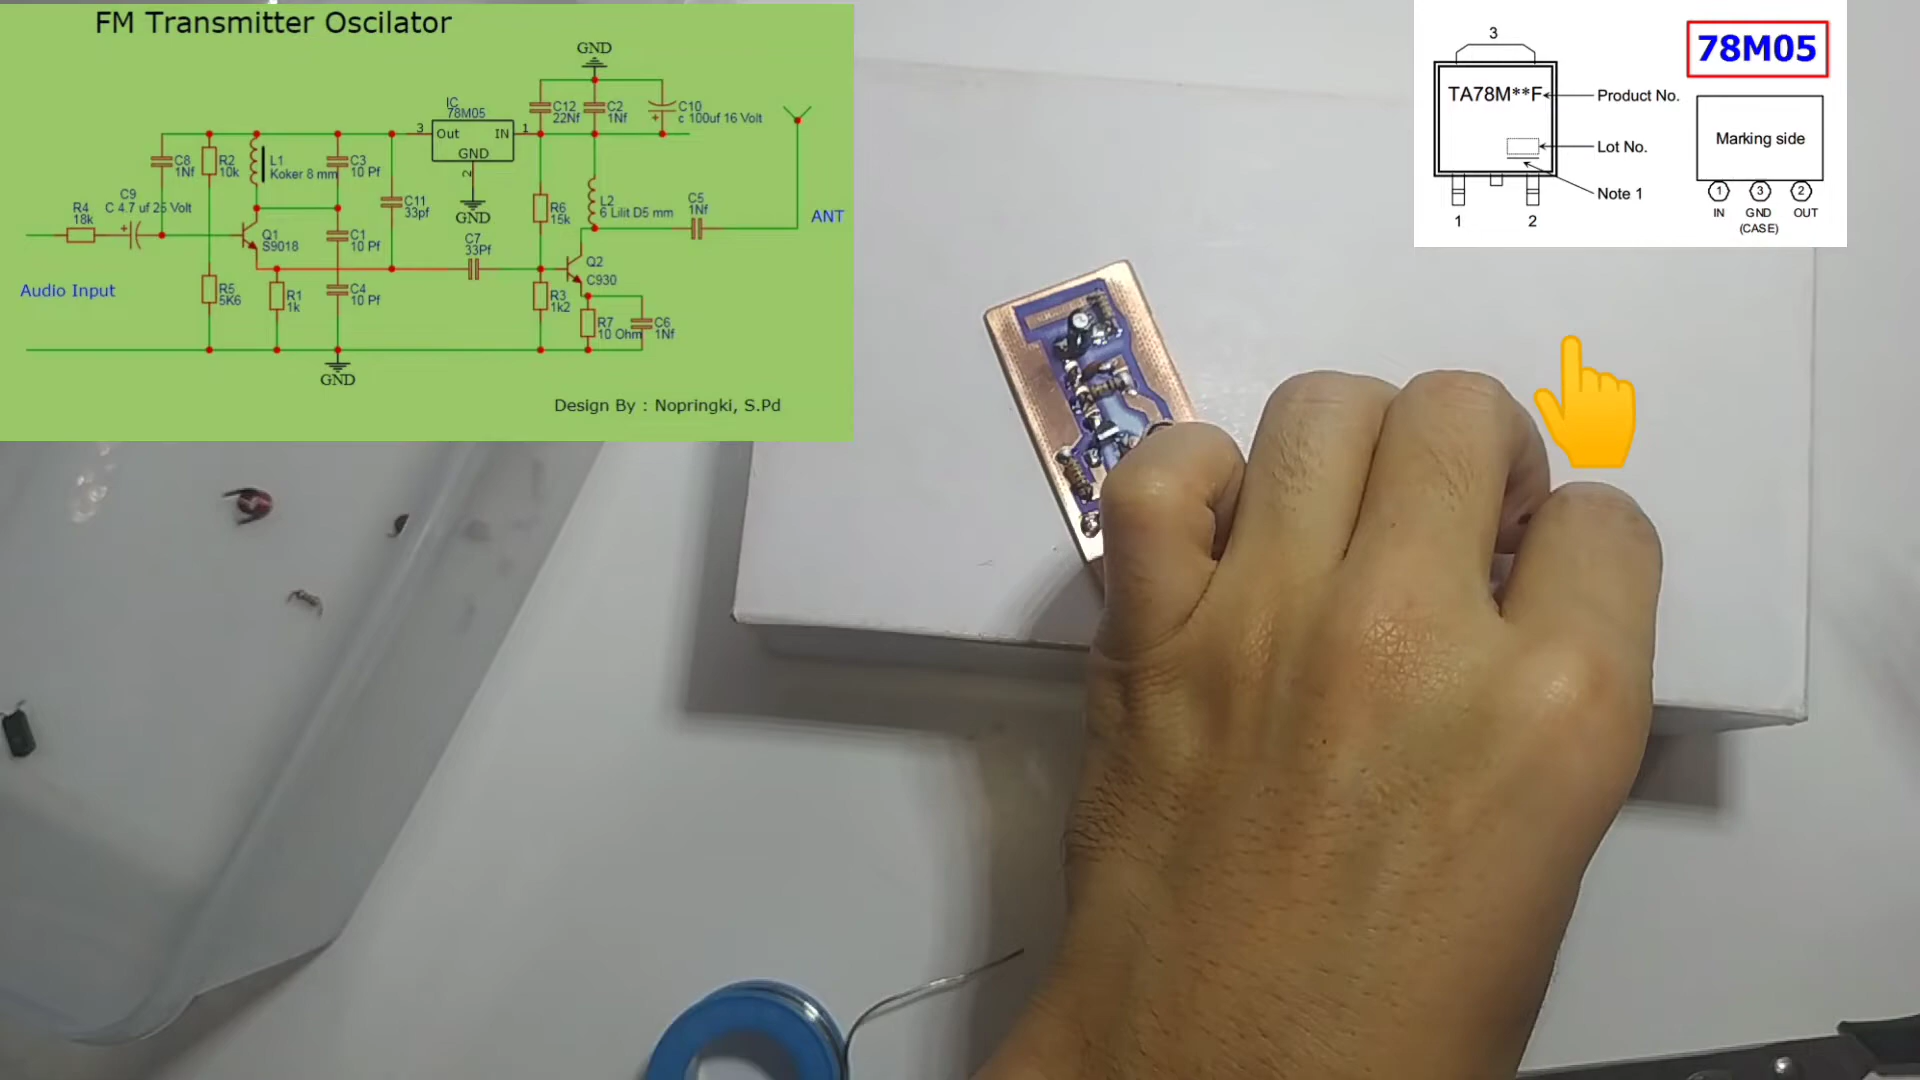 FM Transmitter Oscilator
GND
IC
78M05
C12
22Nf
C2
1Nf
C10
c 100uf 16 Volt
3
Out
IN
1
GND
2
GND
C8
1Nf
R2
10k
L1
Koker 8 mm
C3
10 Pf
C9
C 4.7 uf 25 Volt
R4
18k
C11
33pf
R6
15k
L2
6 Lilit D5 mm
C5
1Nf
ANT
Q1
S9018
C1
10 Pf
C7
33Pf
Q2
C930
Audio Input
R5
5K6
R1
1k
C4
10 Pf
R3
1k2
R7
10 Ohm
C6
1Nf
GND
Design By : Nopringki, S.Pd
3
TA78M**F
Product No.
Lot No.
Note 1
1
2
78M05
Marking side
1
3
2
IN
GND
OUT
(CASE)